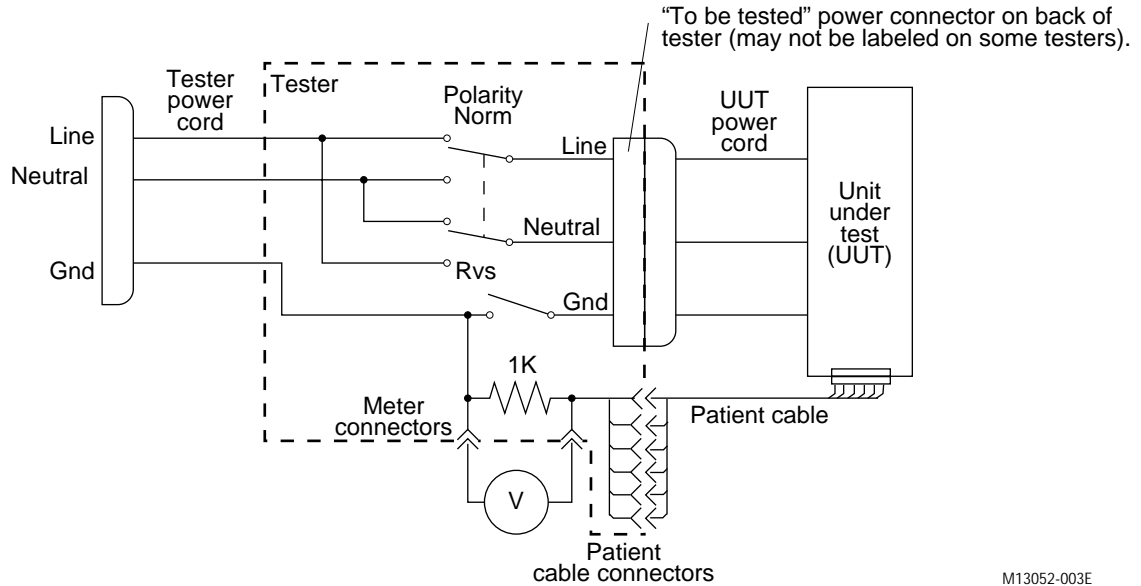 “To be tested” power connector on back of
tester (may not be labeled on some testers).
Tester
power
cord
Tester
Polarity
Norm
UUT
power
cord
Line
Line
Neutral
Unit
under
test
(UUT)
Neutral
Gnd
Rvs
Gnd
1K
Meter
connectors
Patient cable
V
Patient
cable connectors
M13052-003E